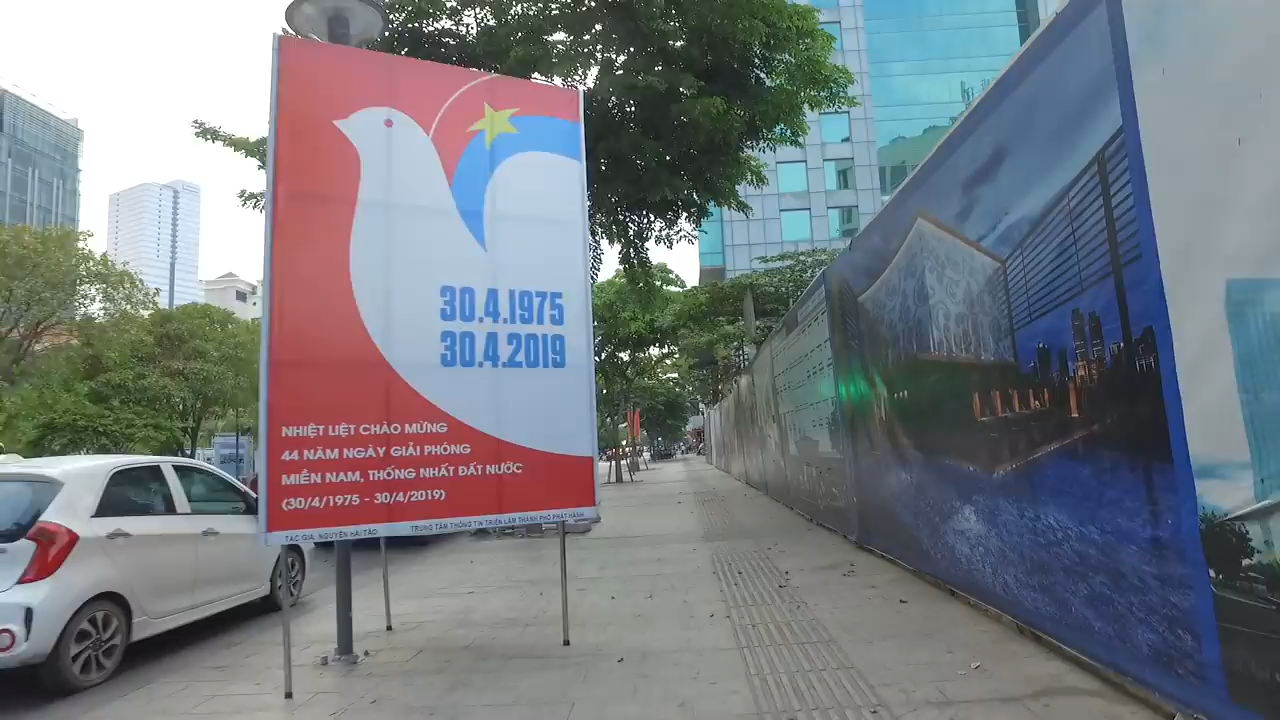 30.4.1975
30.4.2019
NHIỆT LIỆT CHÀO MỪNG
44 NĂM NGÀY GIẢI PHÓNG
MIỀN NAM, THỐNG NHẤT ĐẤT NƯỚC
(30/4/1975 - 30/4/2019)
TÁC GIẢ: NGUYỄN HẢI TẢO TRUNG TÂM THÔNG TIN TRIỂN LÃM THÀNH PHỐ PHÁT HÀNH